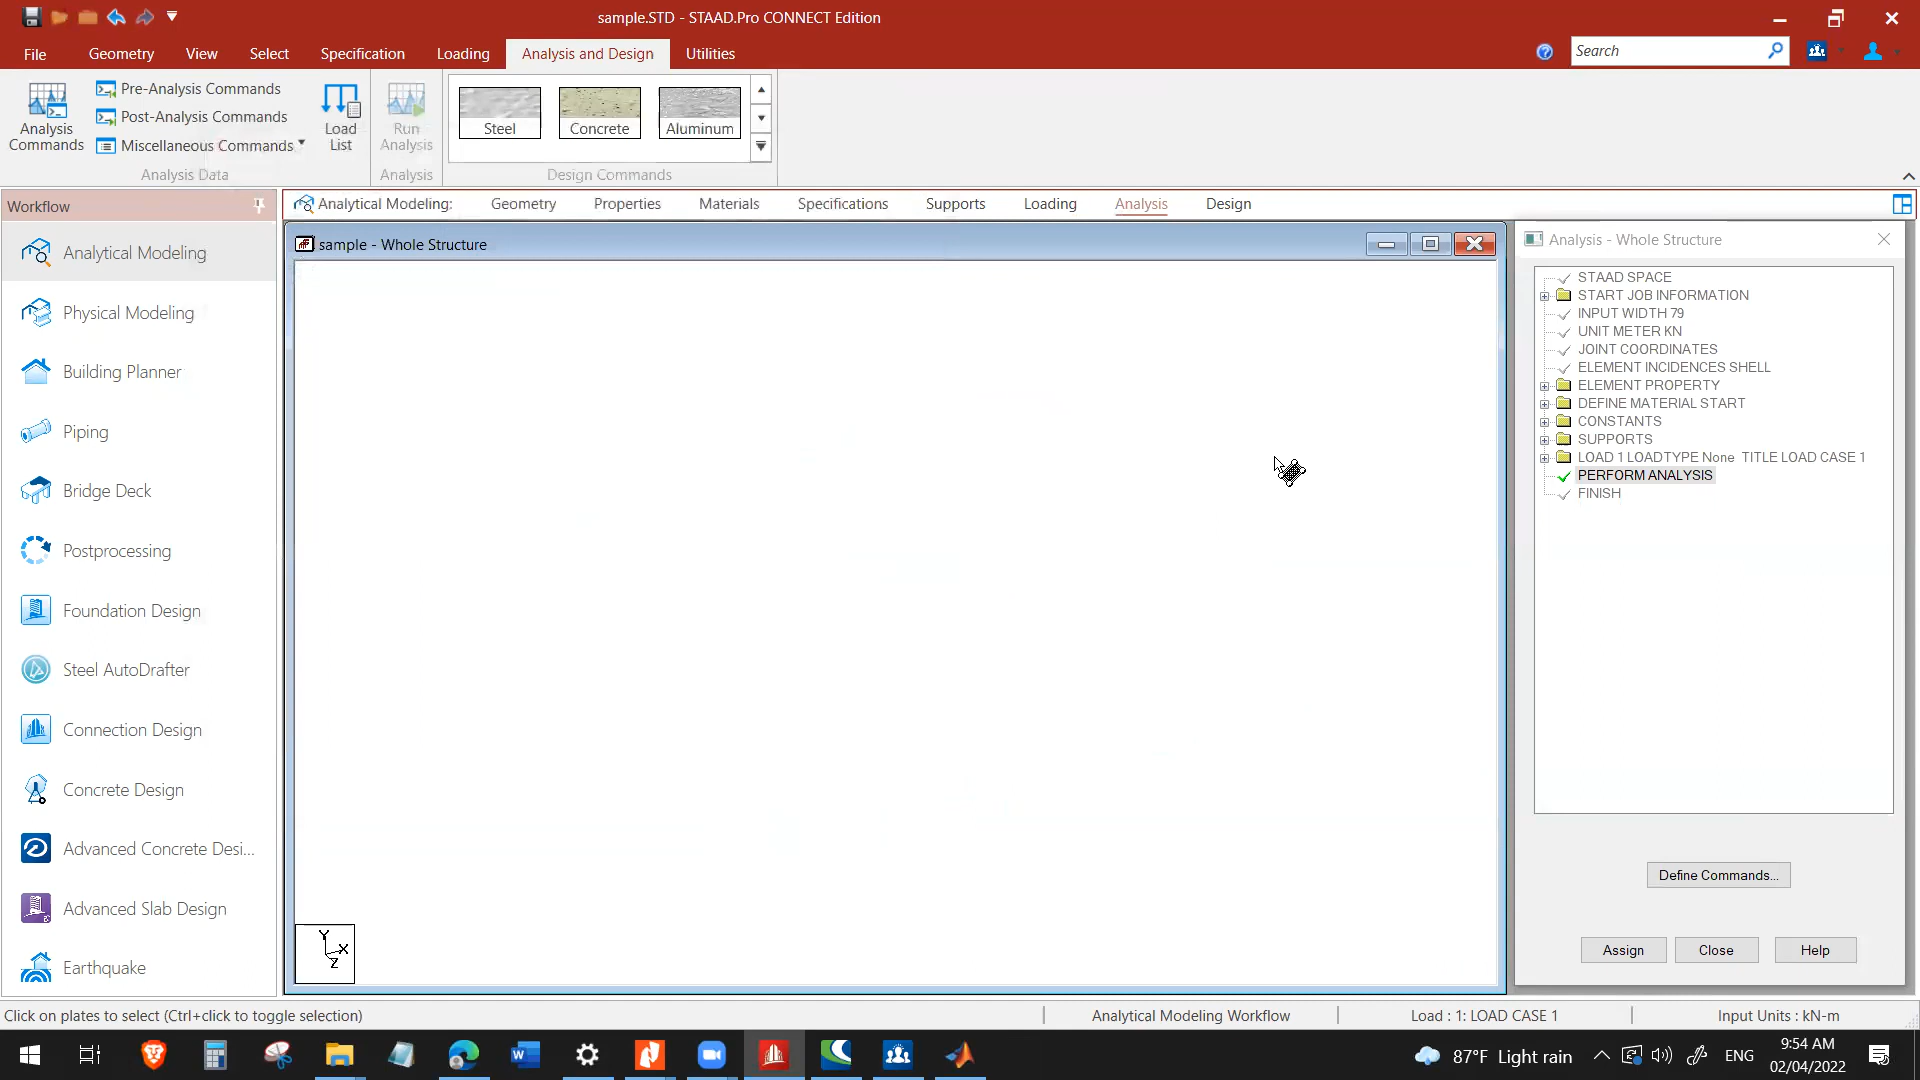 sample.STD - STAAD.Pro CONNECT Edition
File Geometry View Select Specification Loading Analysis and Design Utilities Search
Analysis Commands
Pre-Analysis Commands
Post-Analysis Commands
Miscellaneous Commands
Load List
Run Analysis
Steel Concrete Aluminum
Analysis Data Analysis Design Commands
Workflow
Analytical Modeling: Geometry Properties Materials Specifications Supports Loading Analysis Design
Analytical Modeling
Physical Modeling
Building Planner
Piping
Bridge Deck
Postprocessing
Foundation Design
Steel AutoDrafter
Connection Design
Concrete Design
Advanced Concrete Desi...
Advanced Slab Design
Earthquake
sample - Whole Structure
Y
X
Z
Analysis - Whole Structure
STAAD SPACE
START JOB INFORMATION
INPUT WIDTH 79
UNIT METER KN
JOINT COORDINATES
ELEMENT INCIDENCES SHELL
ELEMENT PROPERTY
DEFINE MATERIAL START
CONSTANTS
SUPPORTS
LOAD 1 LOADTYPE None TITLE LOAD CASE 1
PERFORM ANALYSIS
FINISH
Define Commands...
Assign Close Help
Click on plates to select (Ctrl+click to toggle selection) Analytical Modeling Workflow Load : 1: LOAD CASE 1 Input Units : kN-m
87°F Light rain ENG 9:54 AM
02/04/2022